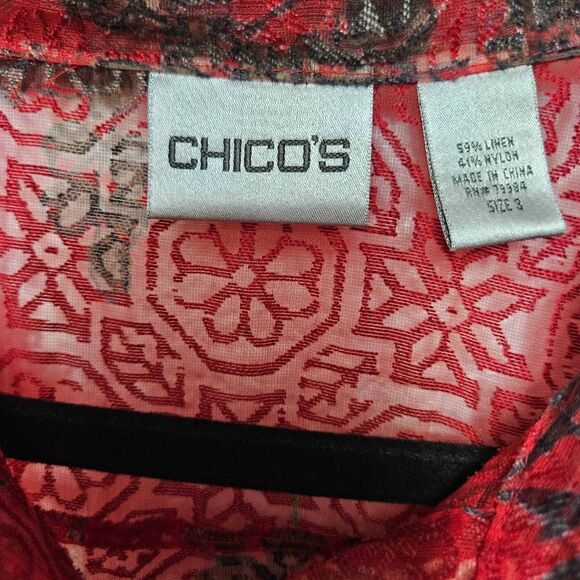 CHICO'S
59% LINEN
41% NYLON
MADE IN CHINA
RN# 79984
SIZE 3